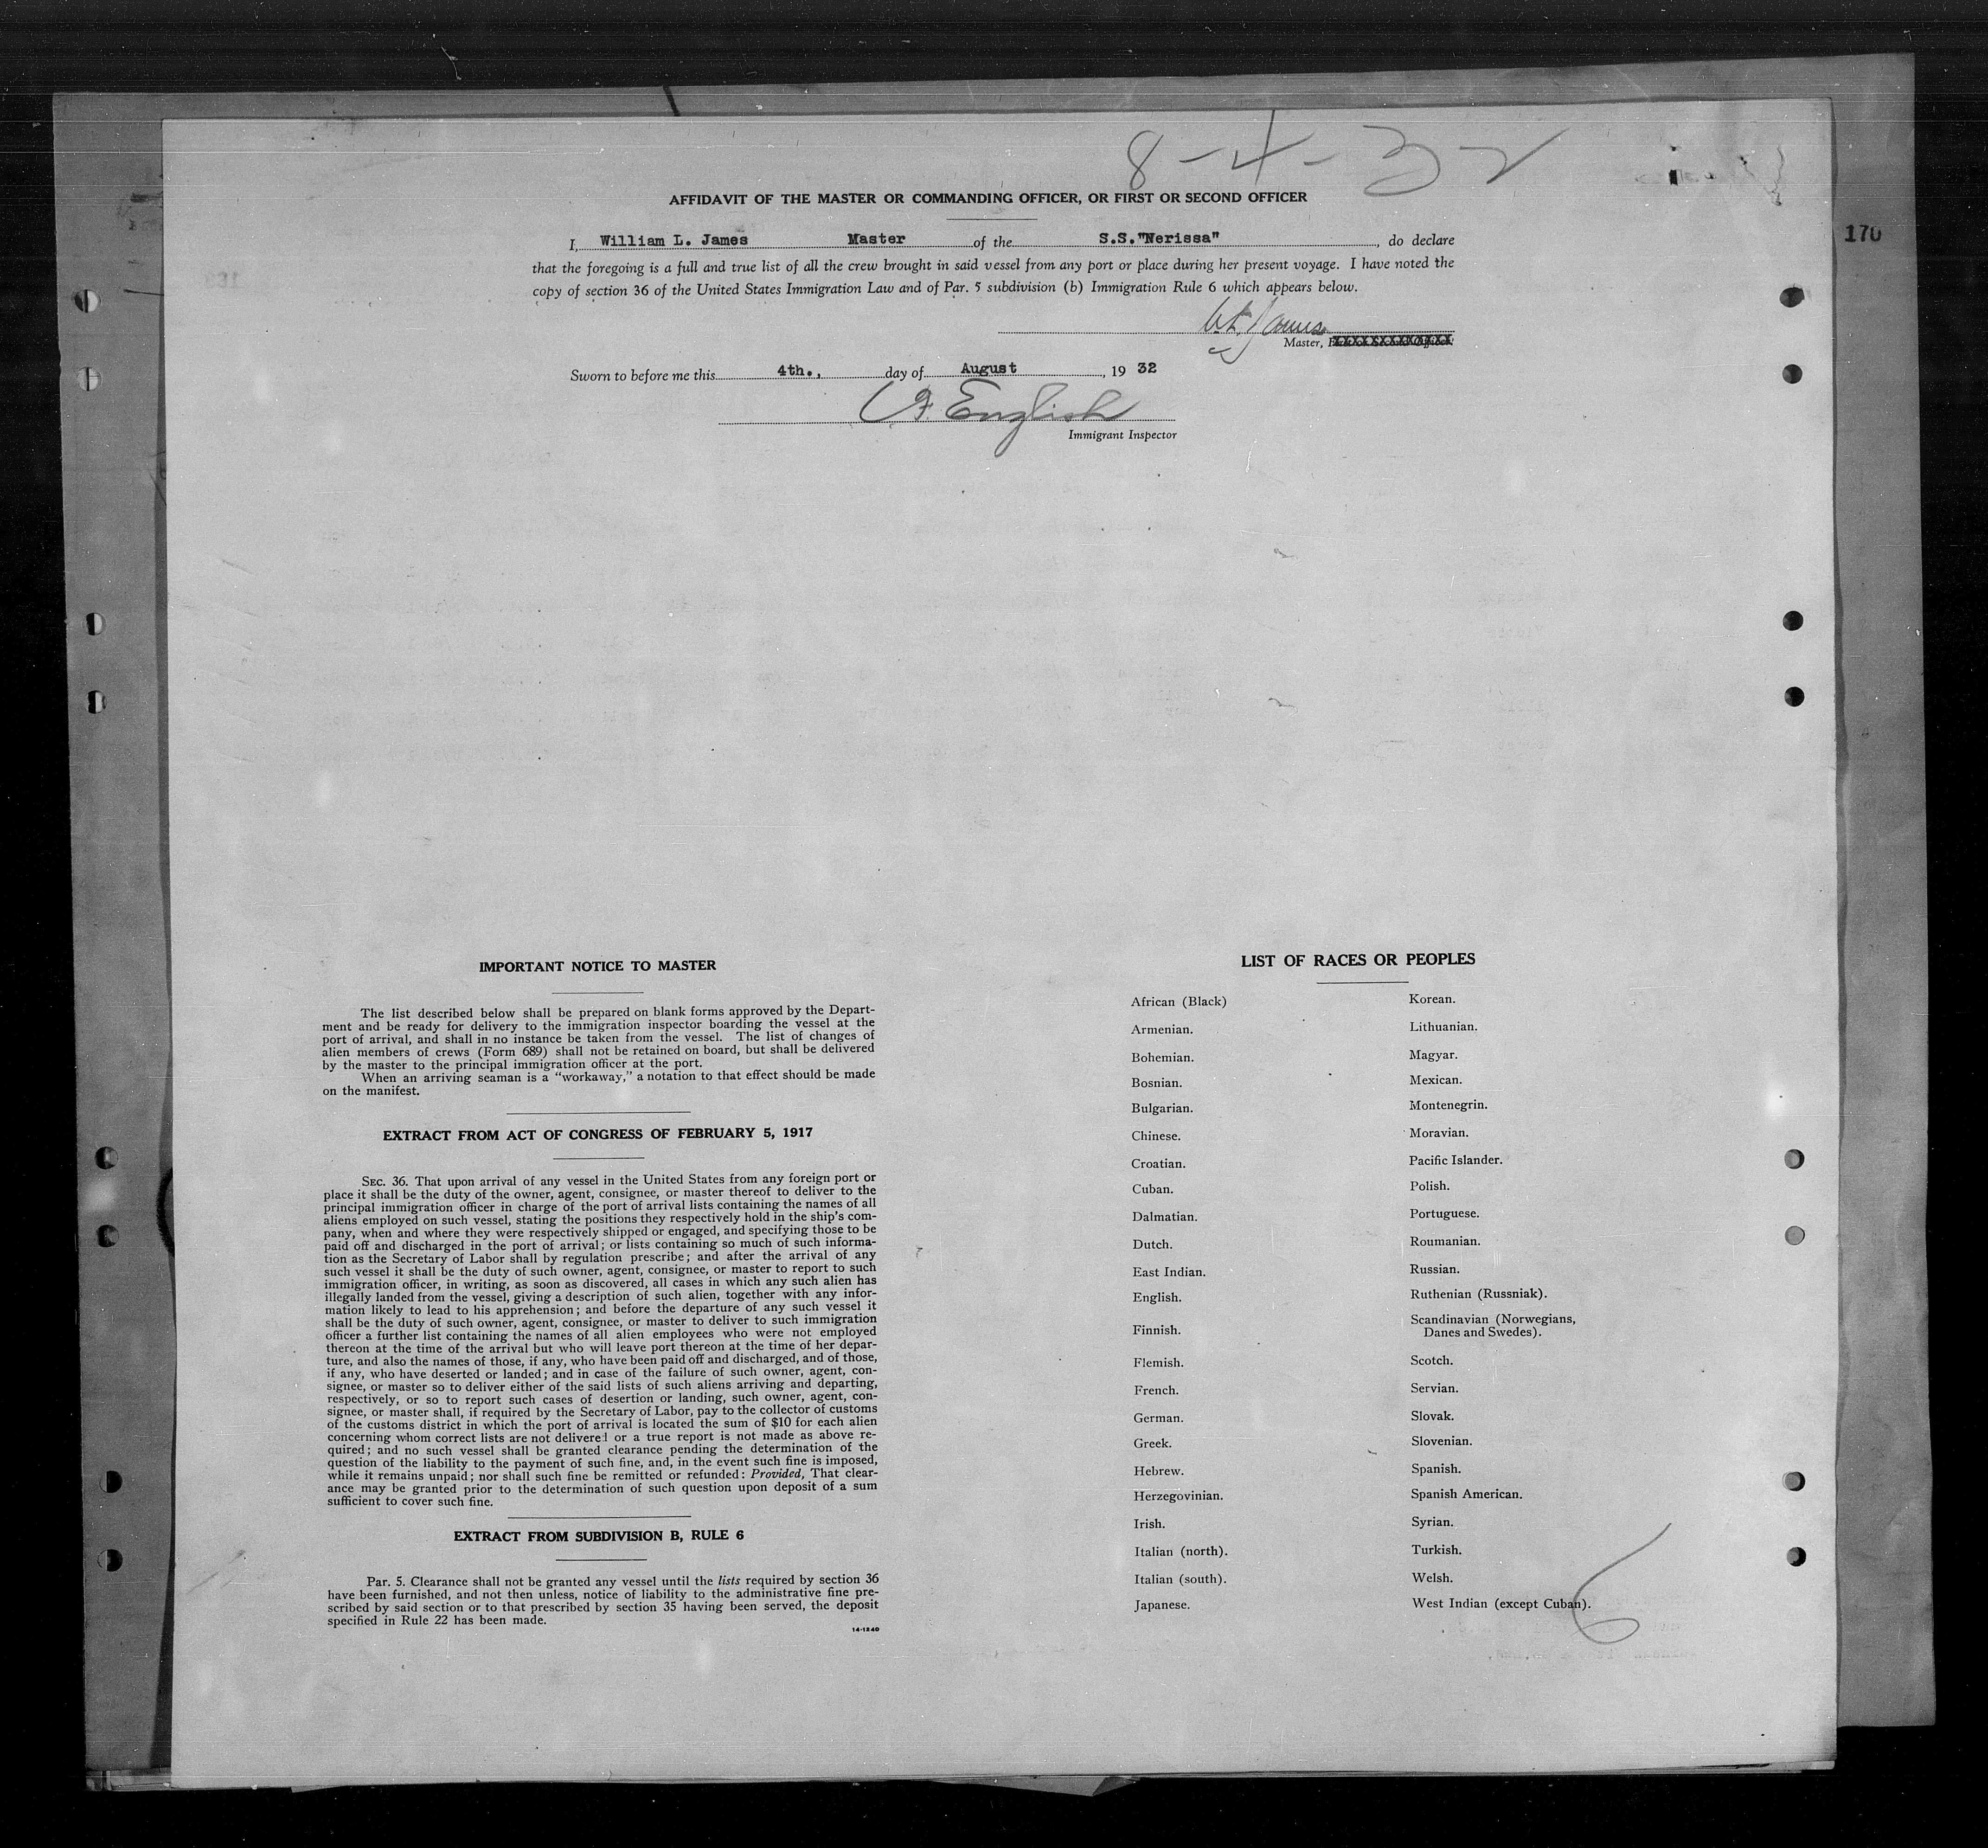 8-4-32
170
AFFIDAVIT OF THE MASTER OR COMMANDING OFFICER, OR FIRST OR SECOND OFFICER
I, William L. James Master of the S.S."Nerissa", do declare
that the foregoing is a full and true list of all the crew brought in said vessel from any port or place during her present voyage. I have noted the
copy of section 36 of the United States Immigration Law and of Par. 5 subdivision (b) Immigration Rule 6 which appears below.
W.L. James
Master,
Sworn to before me this 4th., day of August, 19 32
English
Immigrant Inspector
IMPORTANT NOTICE TO MASTER
The list described below shall be prepared on blank forms approved by the Depart-
ment and be ready for delivery to the immigration inspector boarding the vessel at the
port of arrival, and shall in no instance be taken from the vessel. The list of changes of
alien members of crews (Form 689) shall not be retained on board, but shall be delivered
by the master to the principal immigration officer at the port.
When an arriving seaman is a "workaway," a notation to that effect should be made
on the manifest.
EXTRACT FROM ACT OF CONGRESS OF FEBRUARY 5, 1917
SEC. 36. That upon arrival of any vessel in the United States from any foreign port or
place it shall be the duty of the owner, agent, consignee, or master thereof to deliver to the
principal immigration officer in charge of the port of arrival lists containing the names of all
aliens employed on such vessel, stating the positions they respectively hold in the ship's com-
pany, when and where they were respectively shipped or engaged, and specifying those to be
paid off and discharged in the port of arrival; or lists containing so much of such informa-
tion as the Secretary of Labor shall by regulation prescribe; and after the arrival of any
such vessel it shall be the duty of such owner, agent, consignee, or master to report to such
immigration officer, in writing, as soon as discovered, all cases in which any such alien has
illegally landed from the vessel, giving a description of such alien, together with any infor-
mation likely to lead to his apprehension; and before the departure of any such vessel it
shall be the duty of such owner, agent, consignee, or master to deliver to such immigration
officer a further list containing the names of all alien employees who were not employed
thereon at the time of the arrival but who will leave port thereon at the time of her depar-
ture, and also the names of those, if any, who have been paid off and discharged, and of those,
if any, who have deserted or landed; and in case of the failure of such owner, agent, con-
signee, or master so to deliver either of the said lists of such aliens arriving and departing,
respectively, or so to report such cases of desertion or landing, such owner, agent, con-
signee, or master shall, if required by the Secretary of Labor, pay to the collector of customs
of the customs district in which the port of arrival is located the sum of $10 for each alien
concerning whom correct lists are not delivered or a true report is not made as above re-
quired; and no such vessel shall be granted clearance pending the determination of the
question of the liability to the payment of such fine, and, in the event such fine is imposed,
while it remains unpaid; nor shall such fine be remitted or refunded: Provided, That clear-
ance may be granted prior to the determination of such question upon deposit of a sum
sufficient to cover such fine.
EXTRACT FROM SUBDIVISION B, RULE 6
Par. 5. Clearance shall not be granted any vessel until the lists required by section 36
have been furnished, and not then unless, notice of liability to the administrative fine pre-
scribed by said section or to that prescribed by section 35 having been served, the deposit
specified in Rule 22 has been made.
14-1240
LIST OF RACES OR PEOPLES
African (Black)
Armenian.
Bohemian.
Bosnian.
Bulgarian.
Chinese.
Croatian.
Cuban.
Dalmatian.
Dutch.
East Indian.
English.
Finnish.
Flemish.
French.
German.
Greek.
Hebrew.
Herzegovinian.
Irish.
Italian (north).
Italian (south).
Japanese.
Korean.
Lithuanian.
Magyar.
Mexican.
Montenegrin.
Moravian.
Pacific Islander.
Polish.
Portuguese.
Roumanian.
Russian.
Ruthenian (Russniak).
Scandinavian (Norwegians,
Danes and Swedes).
Scotch.
Servian.
Slovak.
Slovenian.
Spanish.
Spanish American.
Syrian.
Turkish.
Welsh.
West Indian (except Cuban).
6